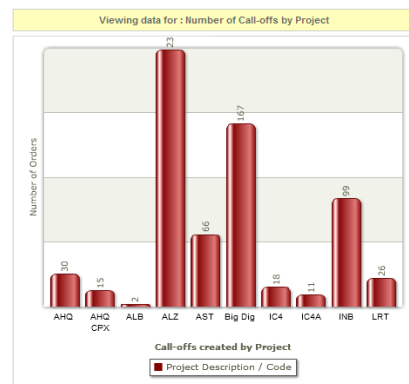 Viewing data for : Number of Call-offs by Project
Number of Orders
30
15
2
23
66
167
18
11
99
26
AHQ
AHQ CPX
ALB
ALZ
AST
Big Dig
IC4
IC4A
INB
LRT
Call-offs created by Project
Project Description / Code